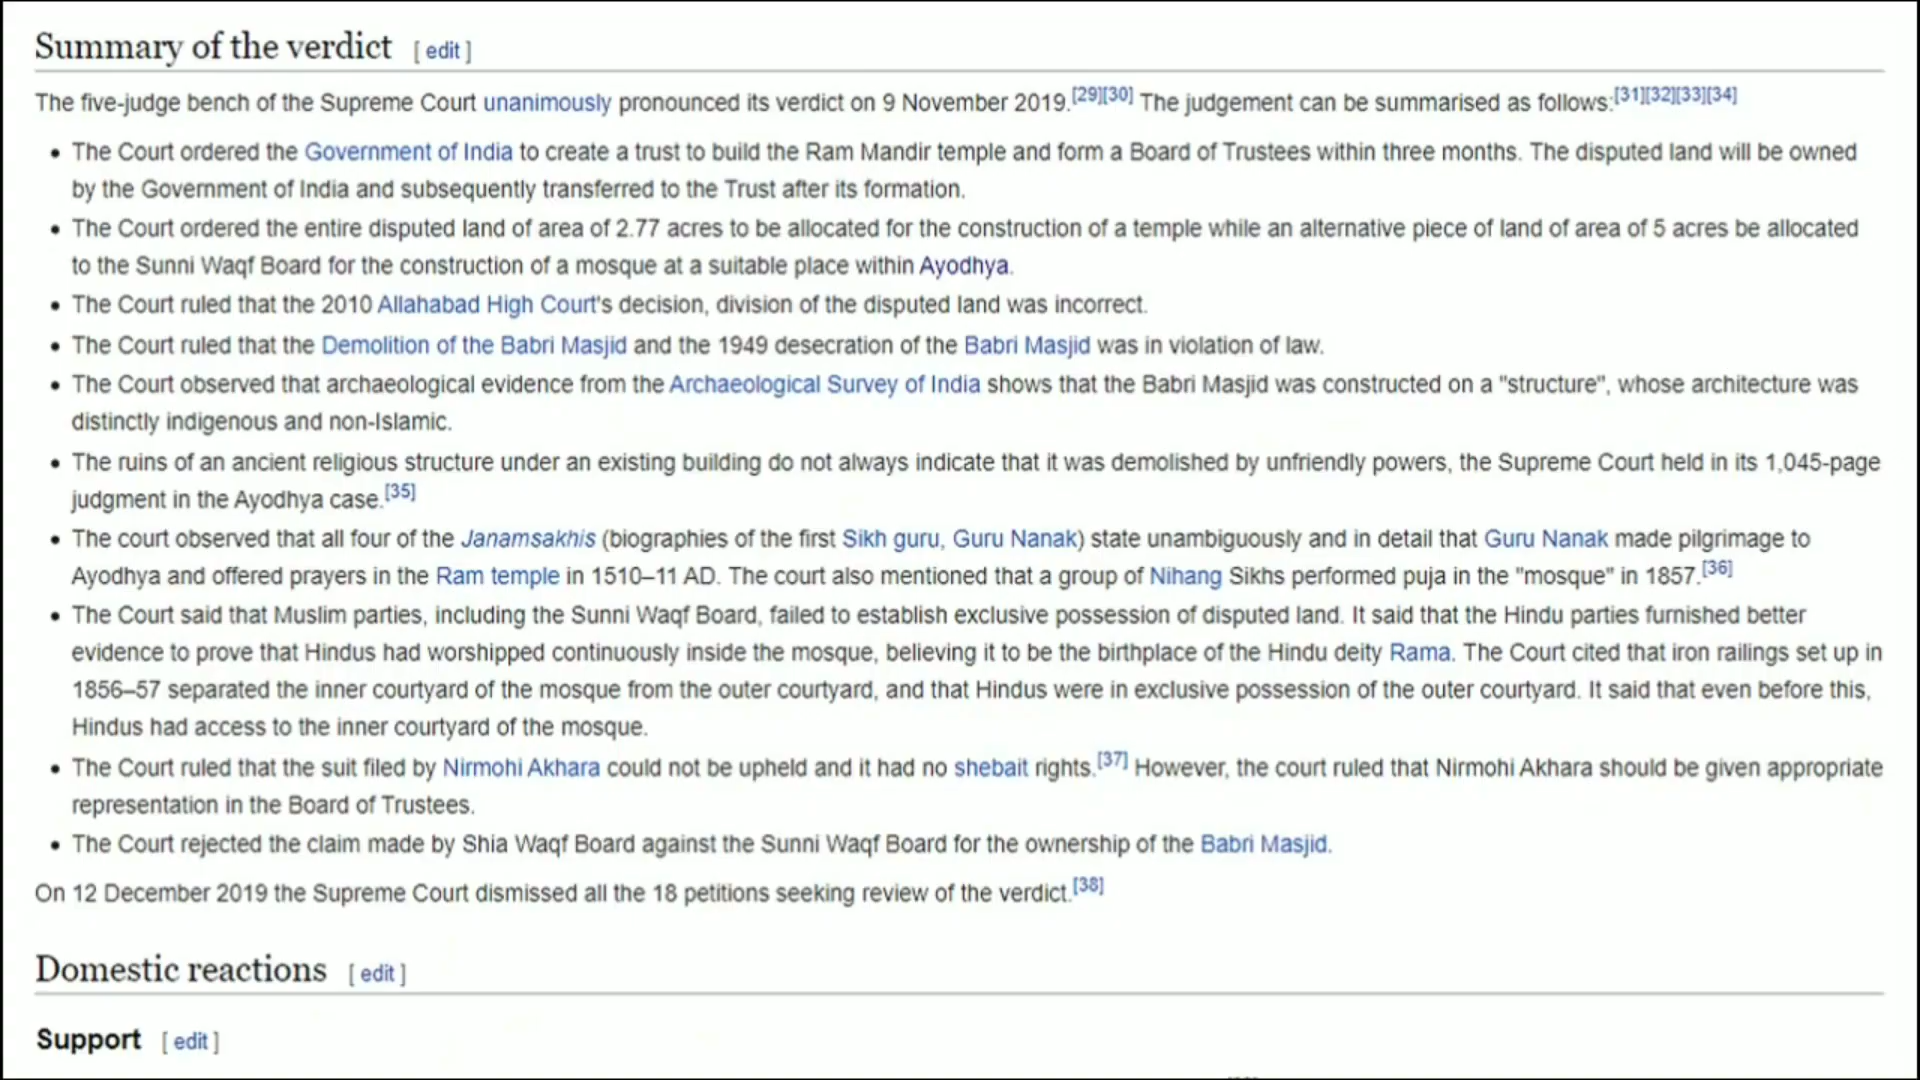 Summary of the verdict [ edit ]
The five-judge bench of the Supreme Court unanimously pronounced its verdict on 9 November 2019.[29][30] The judgement can be summarised as follows:[31][32][33][34]
• The Court ordered the Government of India to create a trust to build the Ram Mandir temple and form a Board of Trustees within three months. The disputed land will be owned
by the Government of India and subsequently transferred to the Trust after its formation.
• The Court ordered the entire disputed land of area of 2.77 acres to be allocated for the construction of a temple while an alternative piece of land of area of 5 acres be allocated
to the Sunni Waqf Board for the construction of a mosque at a suitable place within Ayodhya.
• The Court ruled that the 2010 Allahabad High Court's decision, division of the disputed land was incorrect.
• The Court ruled that the Demolition of the Babri Masjid and the 1949 desecration of the Babri Masjid was in violation of law.
• The Court observed that archaeological evidence from the Archaeological Survey of India shows that the Babri Masjid was constructed on a "structure", whose architecture was
distinctly indigenous and non-Islamic.
• The ruins of an ancient religious structure under an existing building do not always indicate that it was demolished by unfriendly powers, the Supreme Court held in its 1,045-page
judgment in the Ayodhya case.[35]
• The court observed that all four of the Janamsakhis (biographies of the first Sikh guru, Guru Nanak) state unambiguously and in detail that Guru Nanak made pilgrimage to
Ayodhya and offered prayers in the Ram temple in 1510–11 AD. The court also mentioned that a group of Nihang Sikhs performed puja in the "mosque" in 1857.[36]
• The Court said that Muslim parties, including the Sunni Waqf Board, failed to establish exclusive possession of disputed land. It said that the Hindu parties furnished better
evidence to prove that Hindus had worshipped continuously inside the mosque, believing it to be the birthplace of the Hindu deity Rama. The Court cited that iron railings set up in
1856–57 separated the inner courtyard of the mosque from the outer courtyard, and that Hindus were in exclusive possession of the outer courtyard. It said that even before this,
Hindus had access to the inner courtyard of the mosque.
• The Court ruled that the suit filed by Nirmohi Akhara could not be upheld and it had no shebait rights.[37] However, the court ruled that Nirmohi Akhara should be given appropriate
representation in the Board of Trustees.
• The Court rejected the claim made by Shia Waqf Board against the Sunni Waqf Board for the ownership of the Babri Masjid.
On 12 December 2019 the Supreme Court dismissed all the 18 petitions seeking review of the verdict.[38]
Domestic reactions [ edit ]
Support [ edit ]